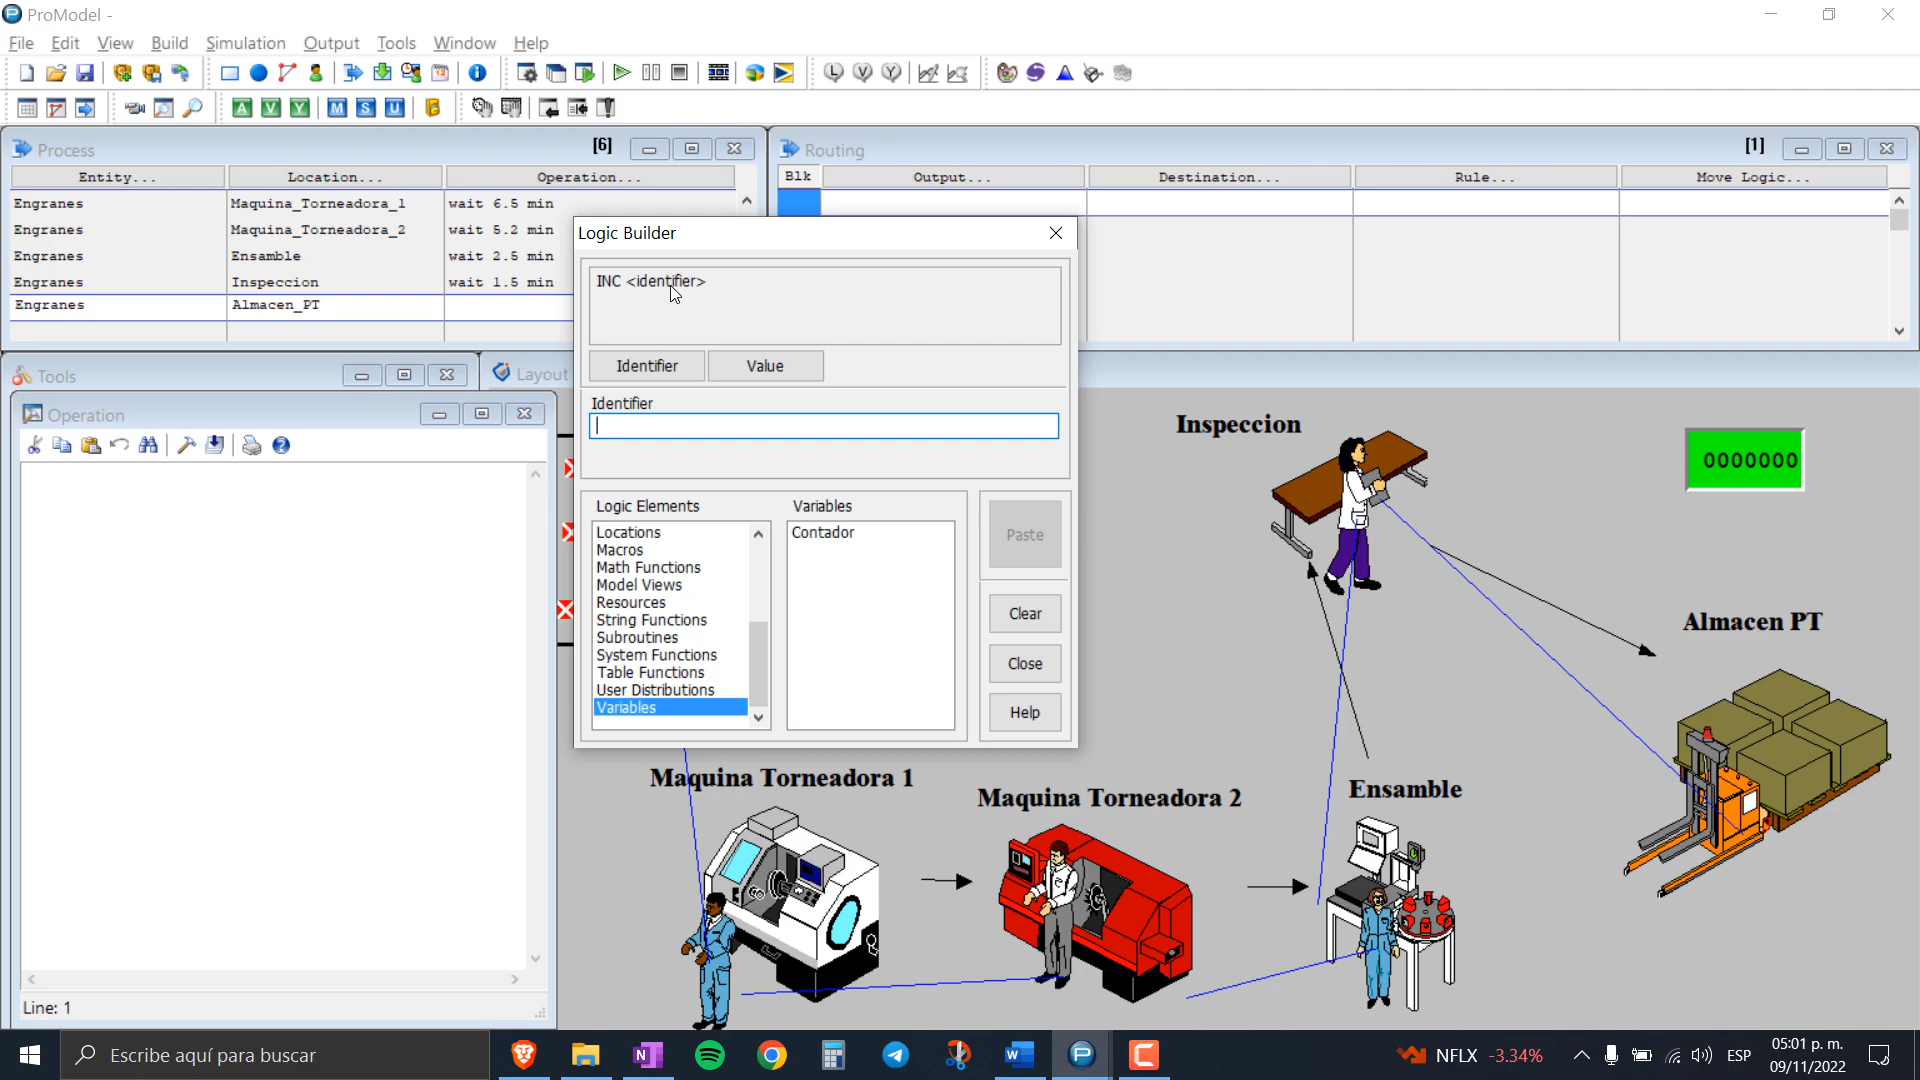 ProModel -
File Edit View Build Simulation Output Tools Window Help
L V Y
A V Y M S U
Process [6]
Entity... Location... Operation...
Engranes Maquina_Torneadora_1 wait 6.5 min
Engranes Maquina_Torneadora_2 wait 5.2 min
Engranes Ensamble wait 2.5 min
Engranes Inspeccion wait 1.5 min
Engranes Almacen_PT
Routing [1]
Blk Output... Destination... Rule... Move Logic...
Tools
Layout
Operation
Line: 1
Logic Builder
INC <identifier>
Identifier Value
Identifier
Logic Elements Variables
Locations
Macros
Math Functions
Model Views
Resources
String Functions
Subroutines
System Functions
Table Functions
User Distributions
Variables
Contador
Paste
Clear
Close
Help
Inspeccion
0000000
Almacen PT
Maquina Torneadora 1
Maquina Torneadora 2
Ensamble
Escribe aquí para buscar
NFLX -3.34%
ESP
05:01 p. m.
09/11/2022